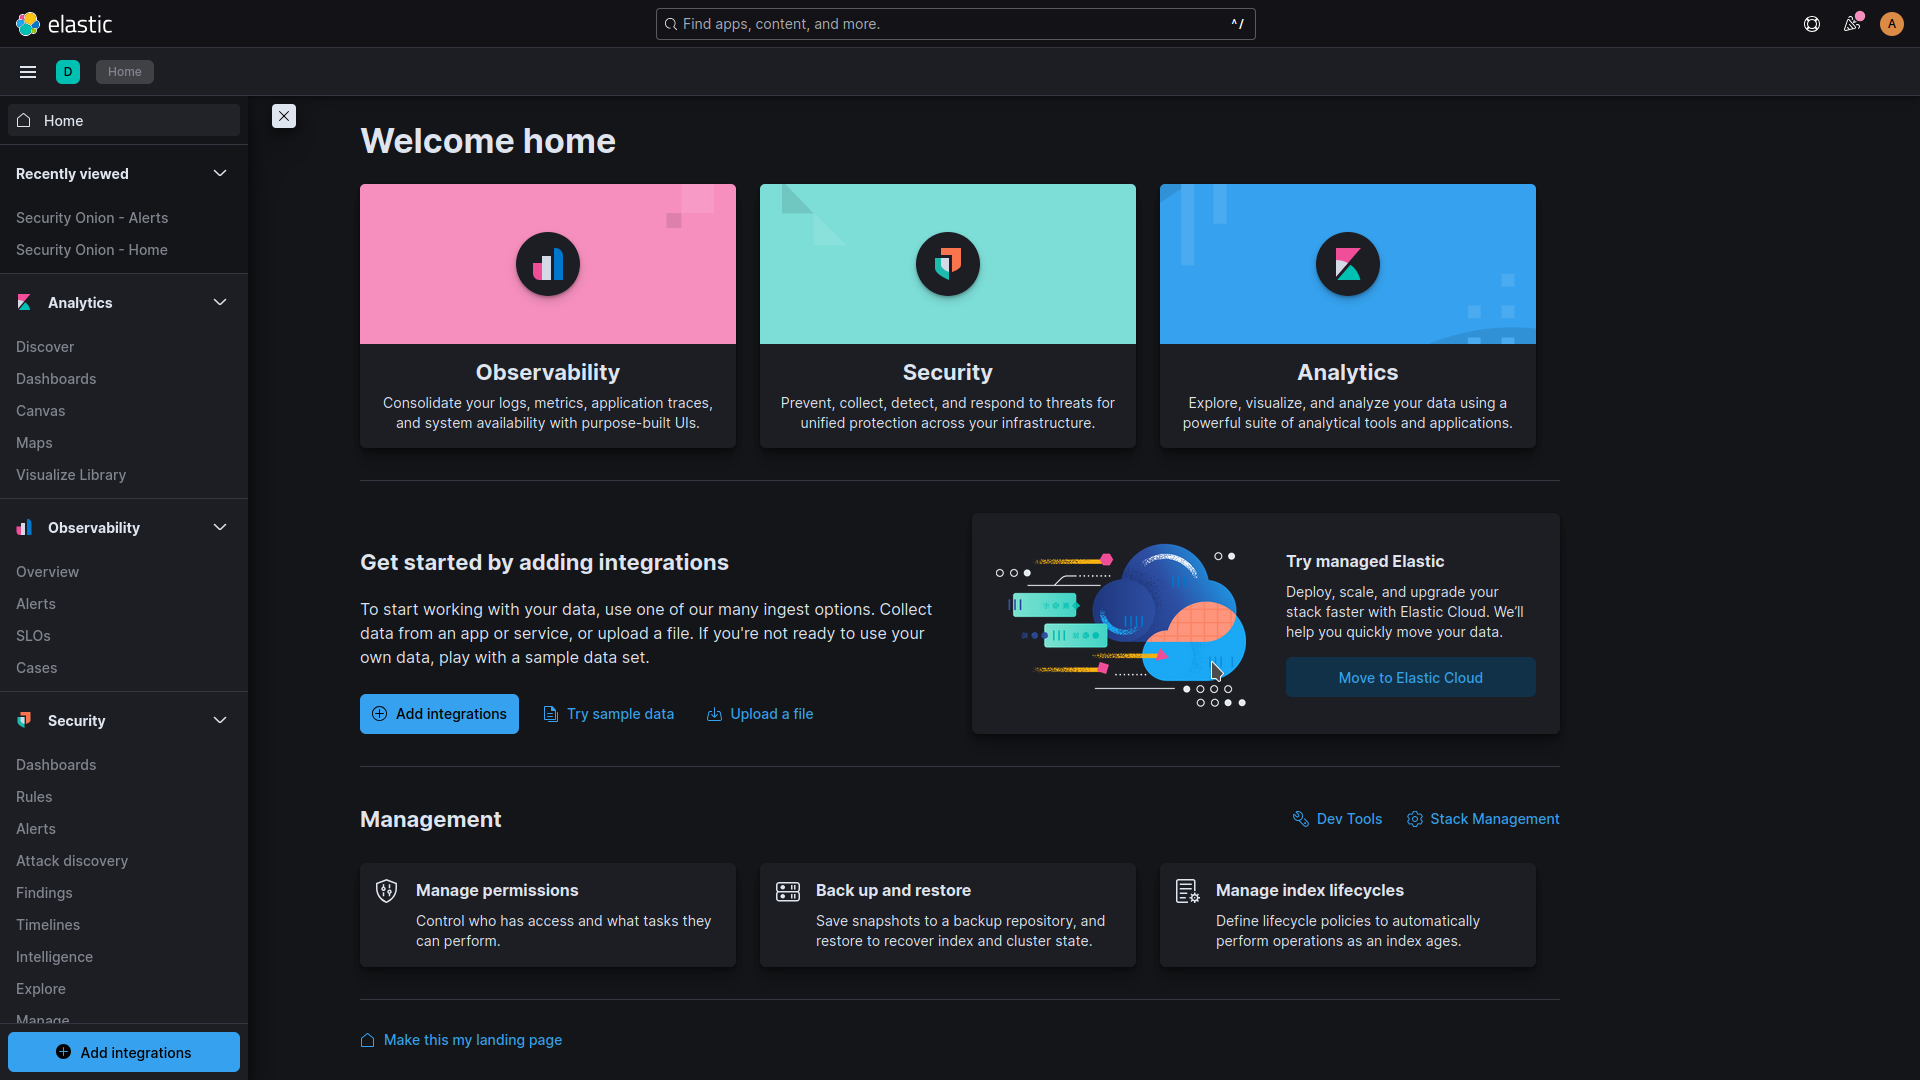 elastic
Find apps, content, and more.
^/
A
D
Home
Home
Recently viewed
Security Onion - Alerts
Security Onion - Home
Analytics
Discover
Dashboards
Canvas
Maps
Visualize Library
Observability
Overview
Alerts
SLOs
Cases
Security
Dashboards
Rules
Alerts
Attack discovery
Findings
Timelines
Intelligence
Explore
Manage
Add integrations
Welcome home
Observability
Consolidate your logs, metrics, application traces,
and system availability with purpose-built UIs.
Security
Prevent, collect, detect, and respond to threats for
unified protection across your infrastructure.
Analytics
Explore, visualize, and analyze your data using a
powerful suite of analytical tools and applications.
Get started by adding integrations
To start working with your data, use one of our many ingest options. Collect
data from an app or service, or upload a file. If you're not ready to use your
own data, play with a sample data set.
Add integrations
Try sample data
Upload a file
Try managed Elastic
Deploy, scale, and upgrade your
stack faster with Elastic Cloud. We’ll
help you quickly move your data.
Move to Elastic Cloud
Management
Dev Tools
Stack Management
Manage permissions
Control who has access and what tasks they
can perform.
Back up and restore
Save snapshots to a backup repository, and
restore to recover index and cluster state.
Manage index lifecycles
Define lifecycle policies to automatically
perform operations as an index ages.
Make this my landing page